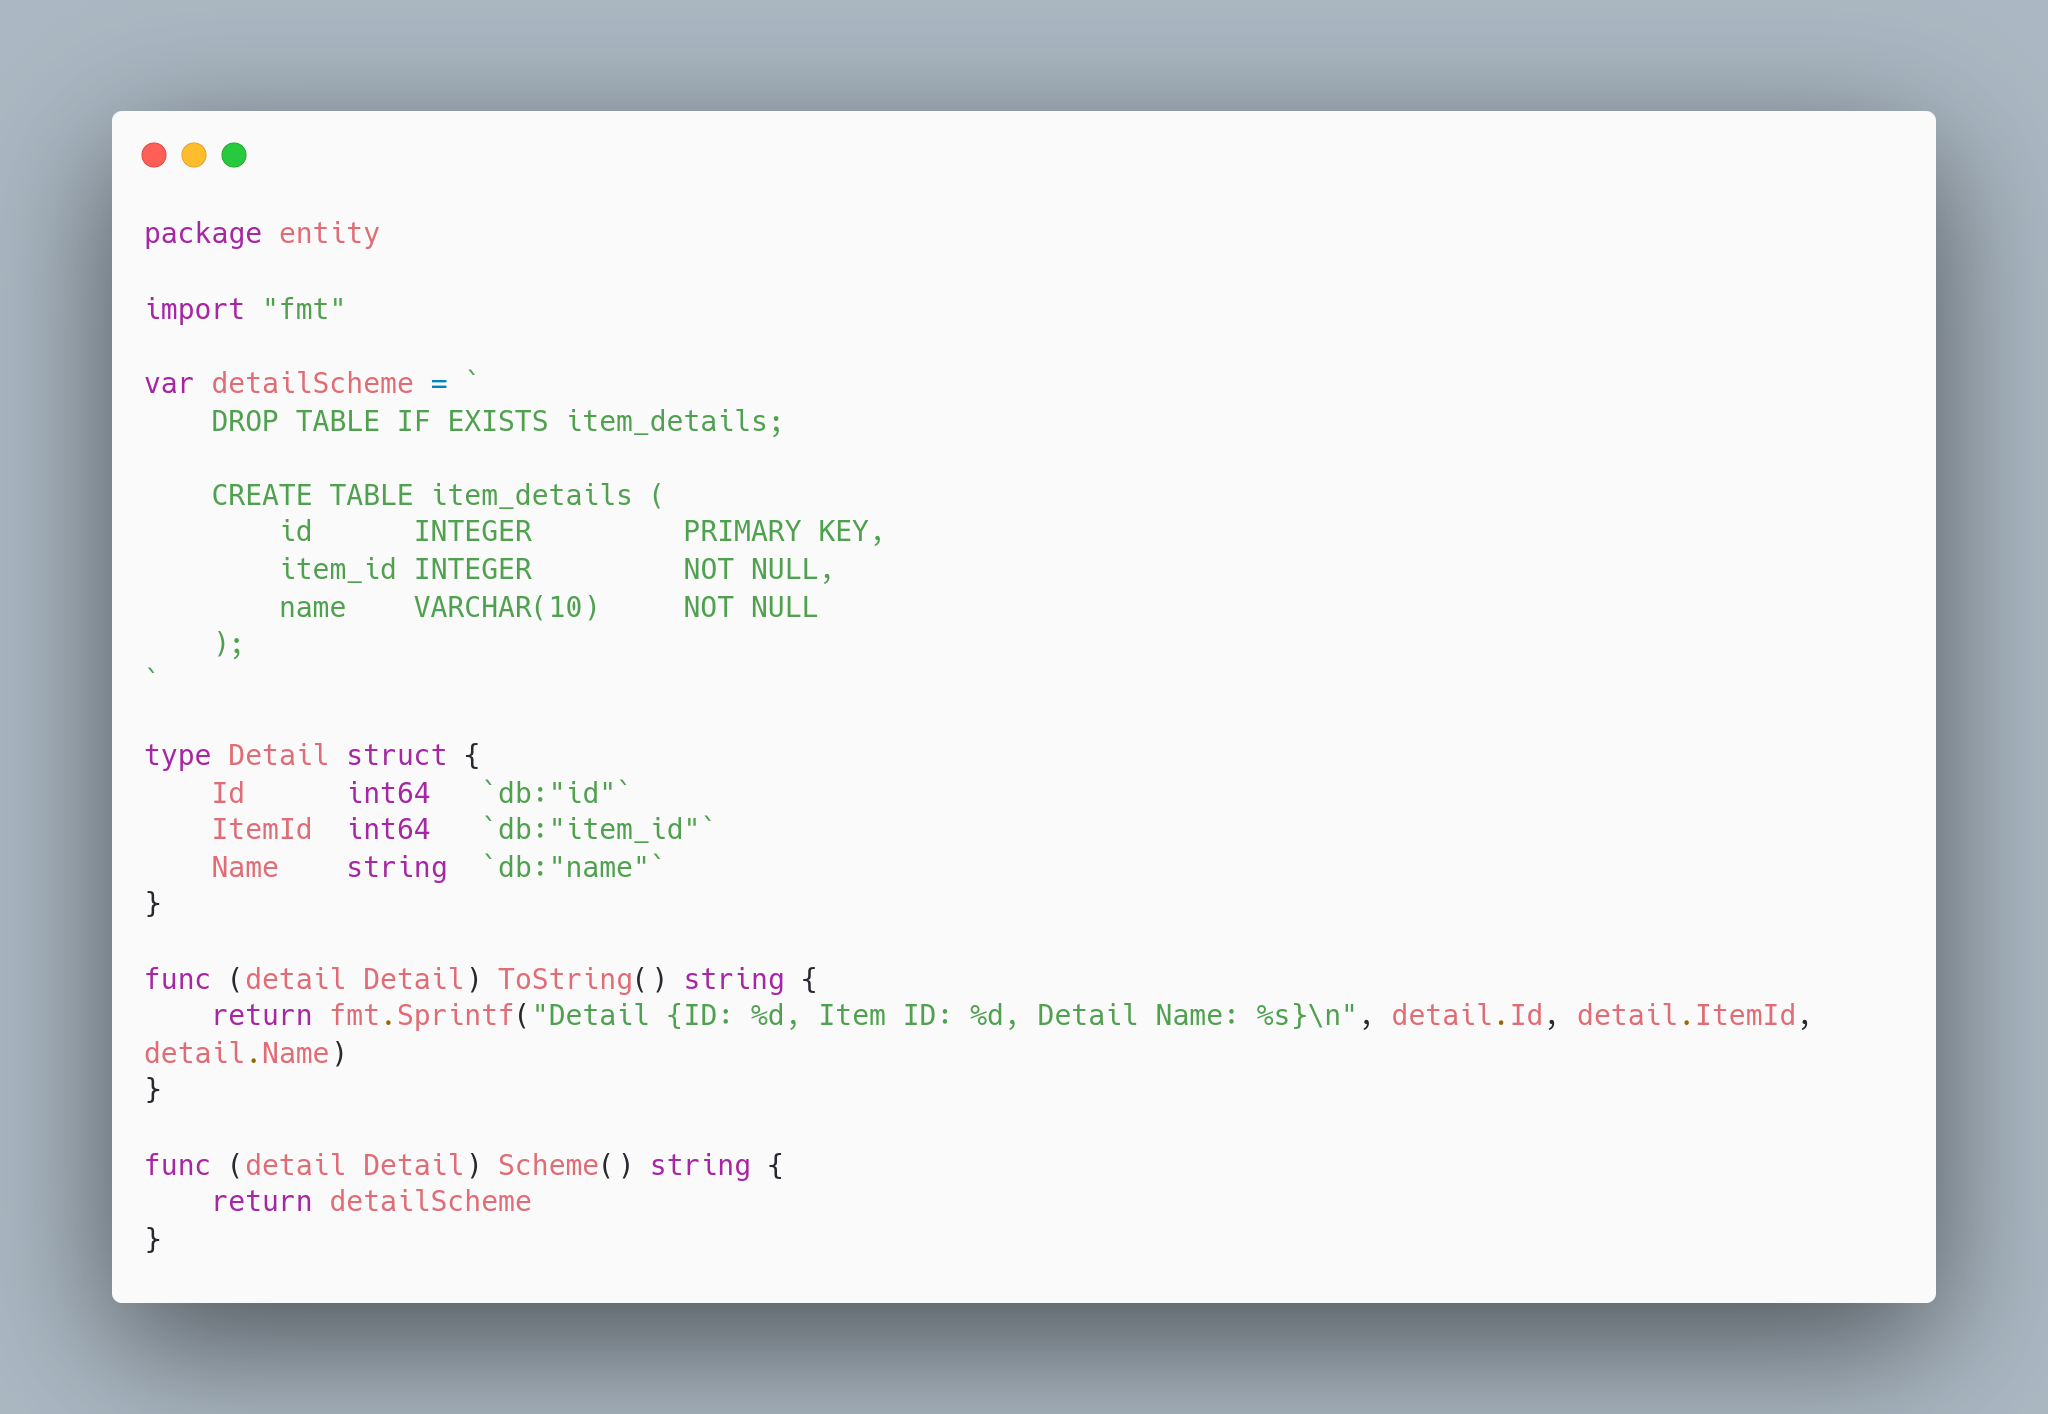 package entity

import "fmt"

var detailScheme = `
    DROP TABLE IF EXISTS item_details;

    CREATE TABLE item_details (
        id      INTEGER         PRIMARY KEY,
        item_id INTEGER         NOT NULL,
        name    VARCHAR(10)     NOT NULL
    );
`

type Detail struct {
    Id      int64   `db:"id"`
    ItemId  int64   `db:"item_id"`
    Name    string  `db:"name"`
}

func (detail Detail) ToString() string {
    return fmt.Sprintf("Detail {ID: %d, Item ID: %d, Detail Name: %s}\n", detail.Id, detail.ItemId,
detail.Name)
}

func (detail Detail) Scheme() string {
    return detailScheme
}